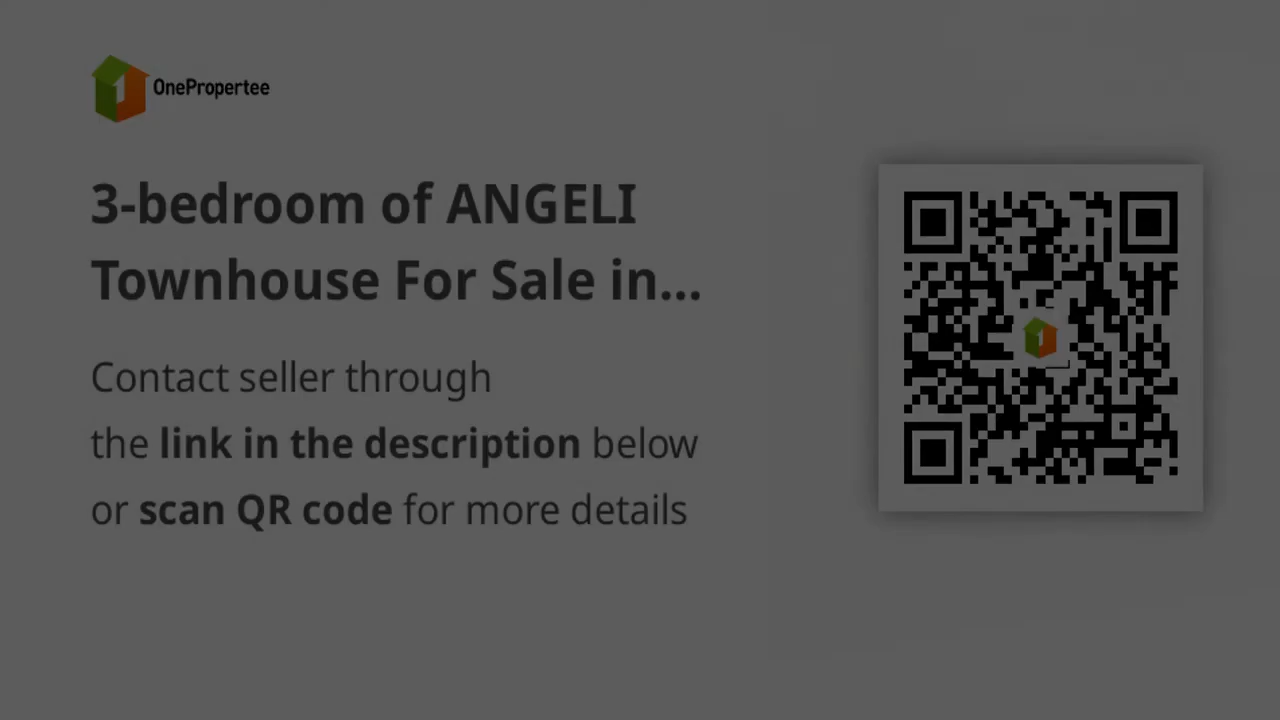 OnePropertee
3-bedroom of ANGELI
Townhouse For Sale in...
Contact seller through
the link in the description below
or scan QR code for more details